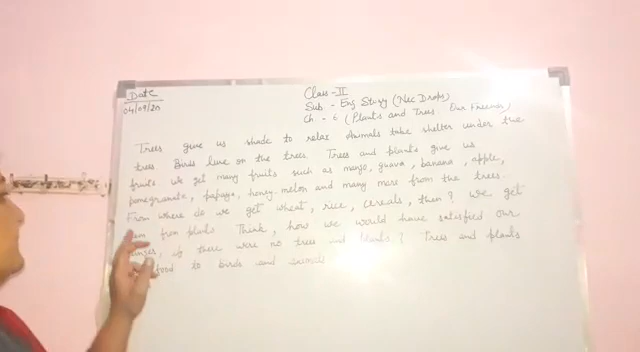 Date
04/09/20
Class - III
Sub - Eng Study (Nec Drops)
Ch - 6 (Plants and Trees Our Friends)
Trees give us shade to relax Animals take shelter under the
trees Birds live on the trees. Trees and plants give us
fruits we get many fruits such as mango, guava, banana, apple,
pomegranate, papaya, honey melon and many more from the trees.
From where do we get wheat, rice, cereals, then? We get
from plants Think, how we would have satisfied our
if there were no trees and plants? Trees and plants
food to birds and animals